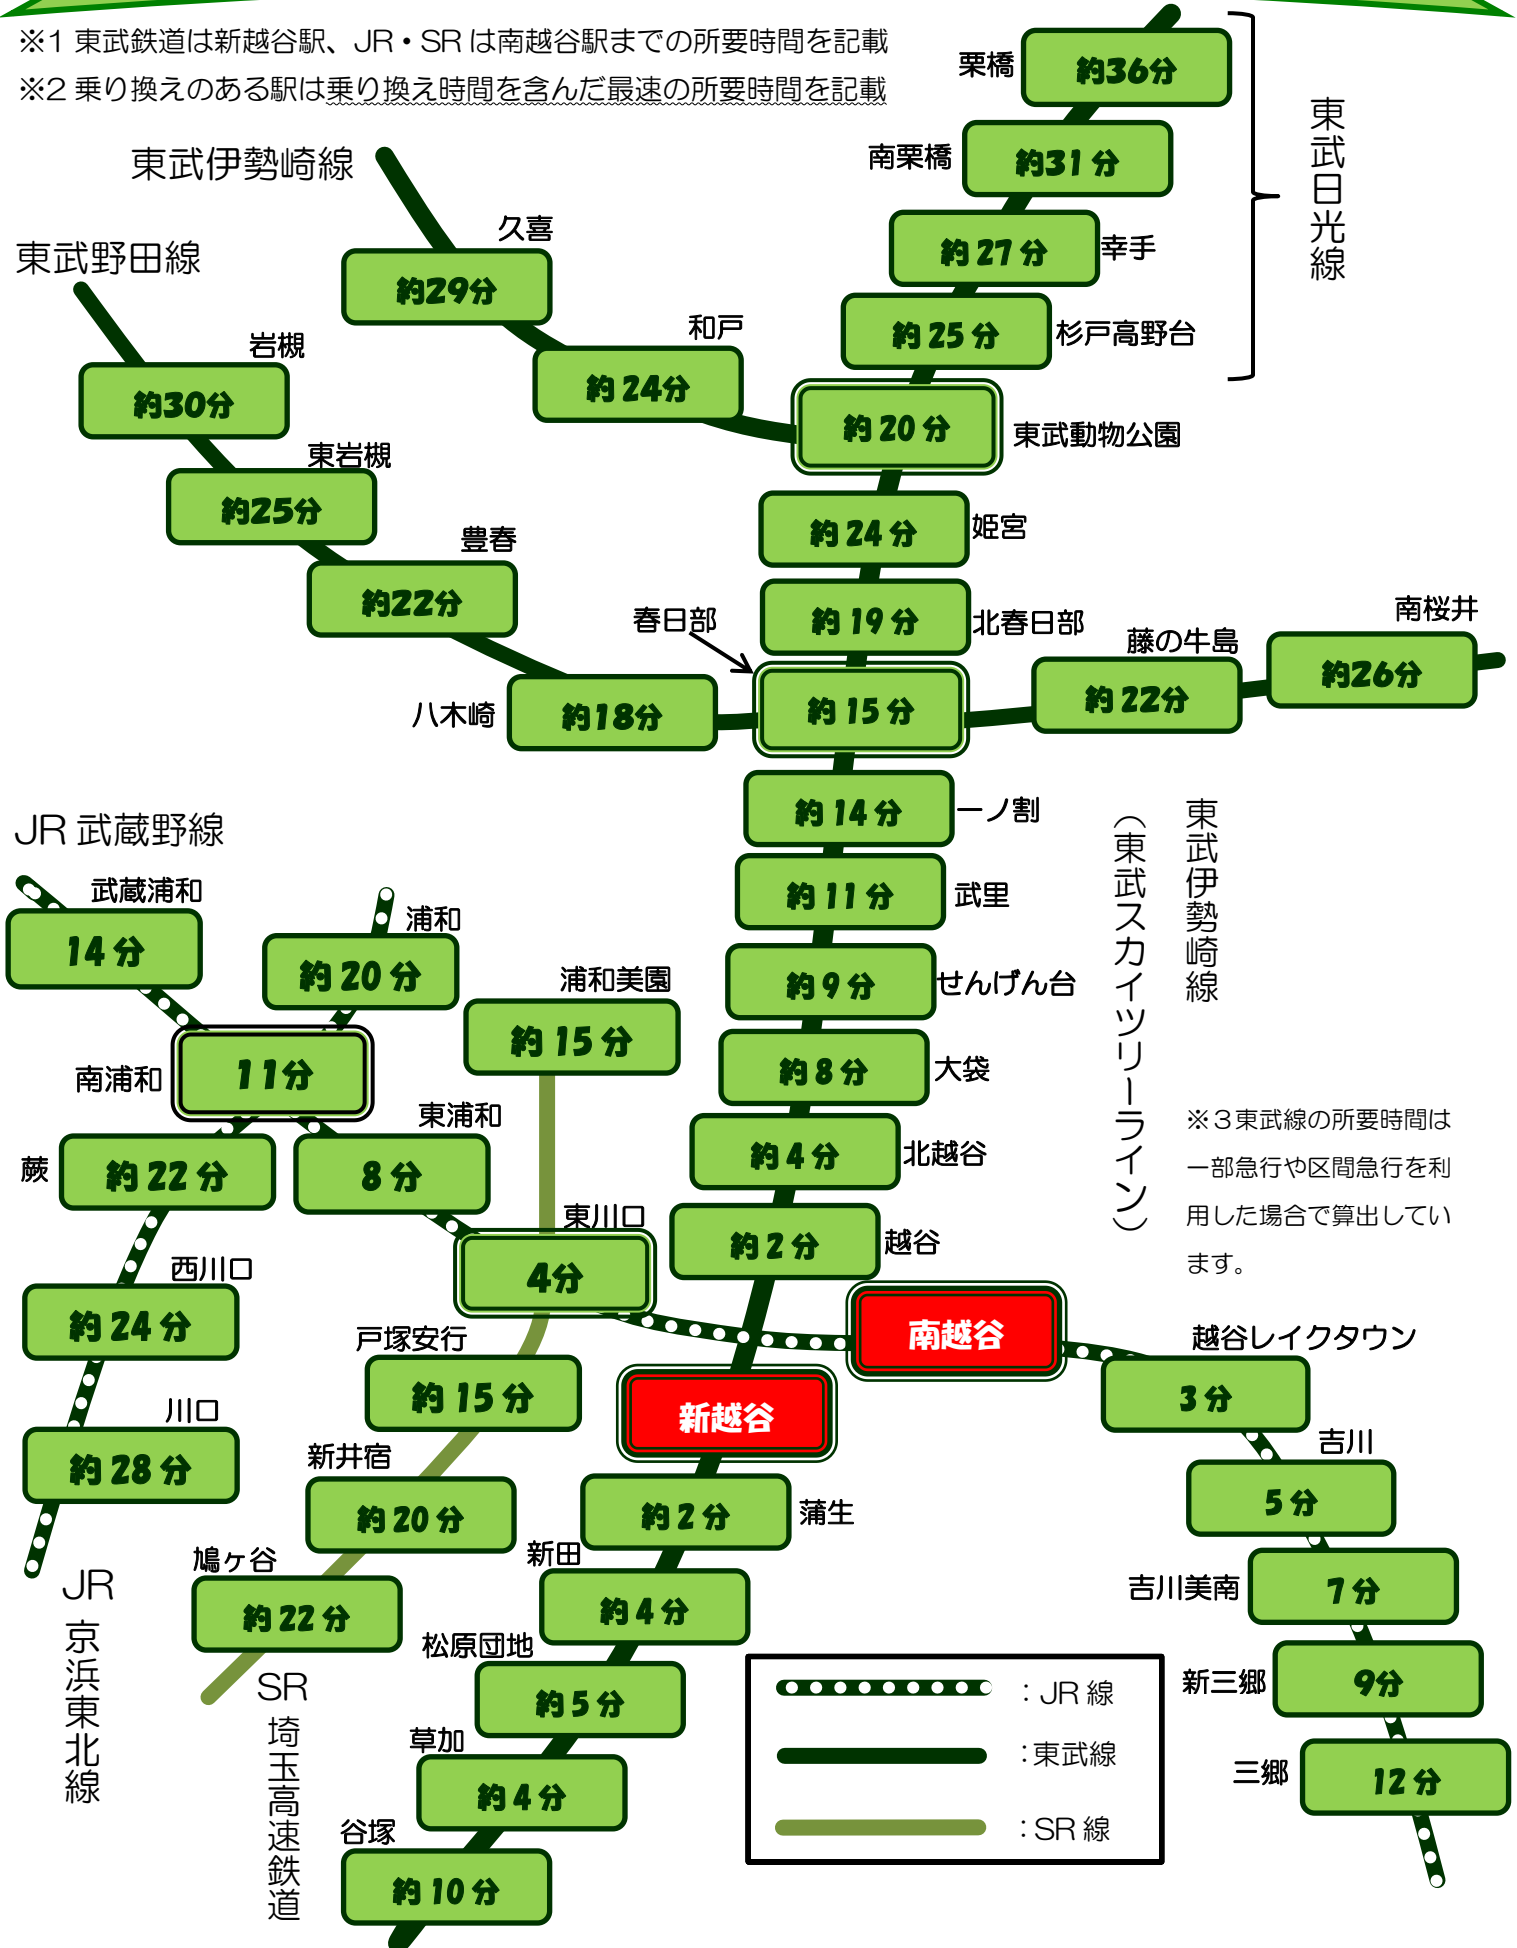 ※1 東武鉄道は新越谷駅、JR・SRは南越谷駅までの所要時間を記載
※2 乗り換えのある駅は乗り換え時間を含んだ最速の所要時間を記載
東武日光線
栗橋
約36分
南栗橋
約31分
幸手
約27分
杉戸高野台
約25分
東武伊勢崎線
久喜
約29分
和戸
約24分
東武動物公園
約20分
東武野田線
岩槻
約30分
東岩槻
約25分
豊春
約22分
八木崎
約18分
姫宮
約24分
北春日部
約19分
春日部
約15分
藤の牛島
約22分
南桜井
約26分
一ノ割
約14分
武里
約11分
せんげん台
約9分
大袋
約8分
北越谷
約4分
越谷
約2分
東武伊勢崎線
（東武スカイツリーライン）
※3東武線の所要時間は
一部急行や区間急行を利
用した場合で算出してい
ます。
JR武蔵野線
武蔵浦和
14分
浦和
約20分
南浦和
11分
浦和美園
約15分
蕨
約22分
東浦和
8分
東川口
4分
西川口
約24分
川口
約28分
JR
京浜東北線
戸塚安行
約15分
新井宿
約20分
鳩ヶ谷
約22分
SR
埼玉高速鉄道
南越谷
新越谷
蒲生
約2分
新田
約4分
松原団地
約5分
草加
約4分
谷塚
約10分
越谷レイクタウン
3分
吉川
5分
吉川美南
7分
新三郷
9分
三郷
12分
：JR線
：東武線
：SR線